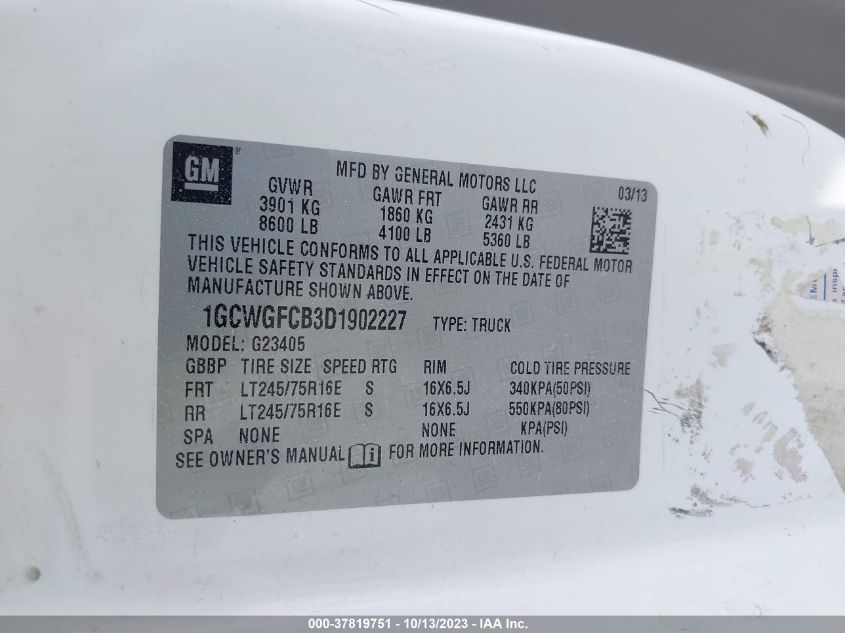 GM
MFD BY GENERAL MOTORS LLC
03/13
GVWR GAWR FRT GAWR RR
3901 KG 1860 KG 2431 KG
8600 LB 4100 LB 5360 LB
THIS VEHICLE CONFORMS TO ALL APPLICABLE U.S. FEDERAL MOTOR
VEHICLE SAFETY STANDARDS IN EFFECT ON THE DATE OF
MANUFACTURE SHOWN ABOVE.
1GCWGFCB3D1902227 TYPE: TRUCK
MODEL: G23405
GBBP TIRE SIZE SPEED RTG RIM COLD TIRE PRESSURE
FRT LT245/75R16E S 16X6.5J 340KPA(50PSI)
RR LT245/75R16E S 16X6.5J 550KPA(80PSI)
SPA NONE NONE KPA(PSI)
SEE OWNER'S MANUAL FOR MORE INFORMATION.
000-37819751 - 10/13/2023 - IAA Inc.